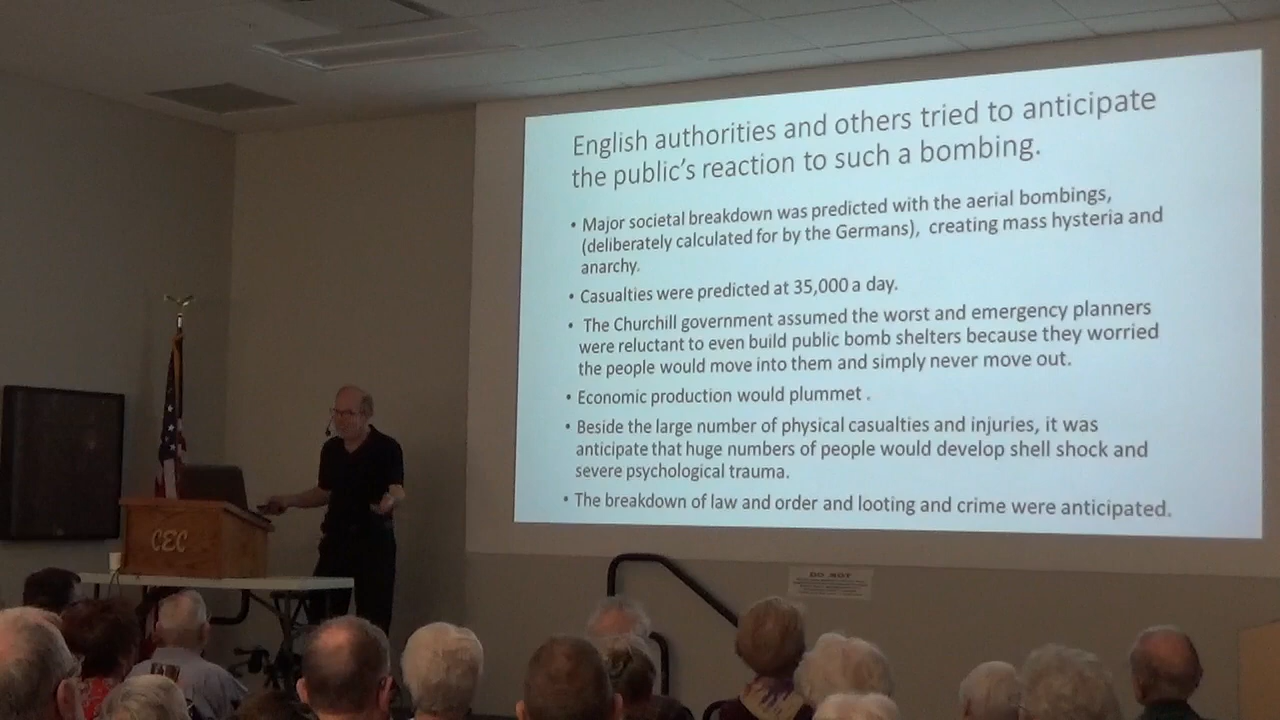 English authorities and others tried to anticipate
the public's reaction to such a bombing.
• Major societal breakdown was predicted with the aerial bombings,
(deliberately calculated for by the Germans), creating mass hysteria and
anarchy.
• Casualties were predicted at 35,000 a day.
• The Churchill government assumed the worst and emergency planners
were reluctant to even build public bomb shelters because they worried
the people would move into them and simply never move out.
• Economic production would plummet .
• Beside the large number of physical casualties and injuries, it was
anticipate that huge numbers of people would develop shell shock and
severe psychological trauma.
• The breakdown of law and order and looting and crime were anticipated.
CEC
DO NOT